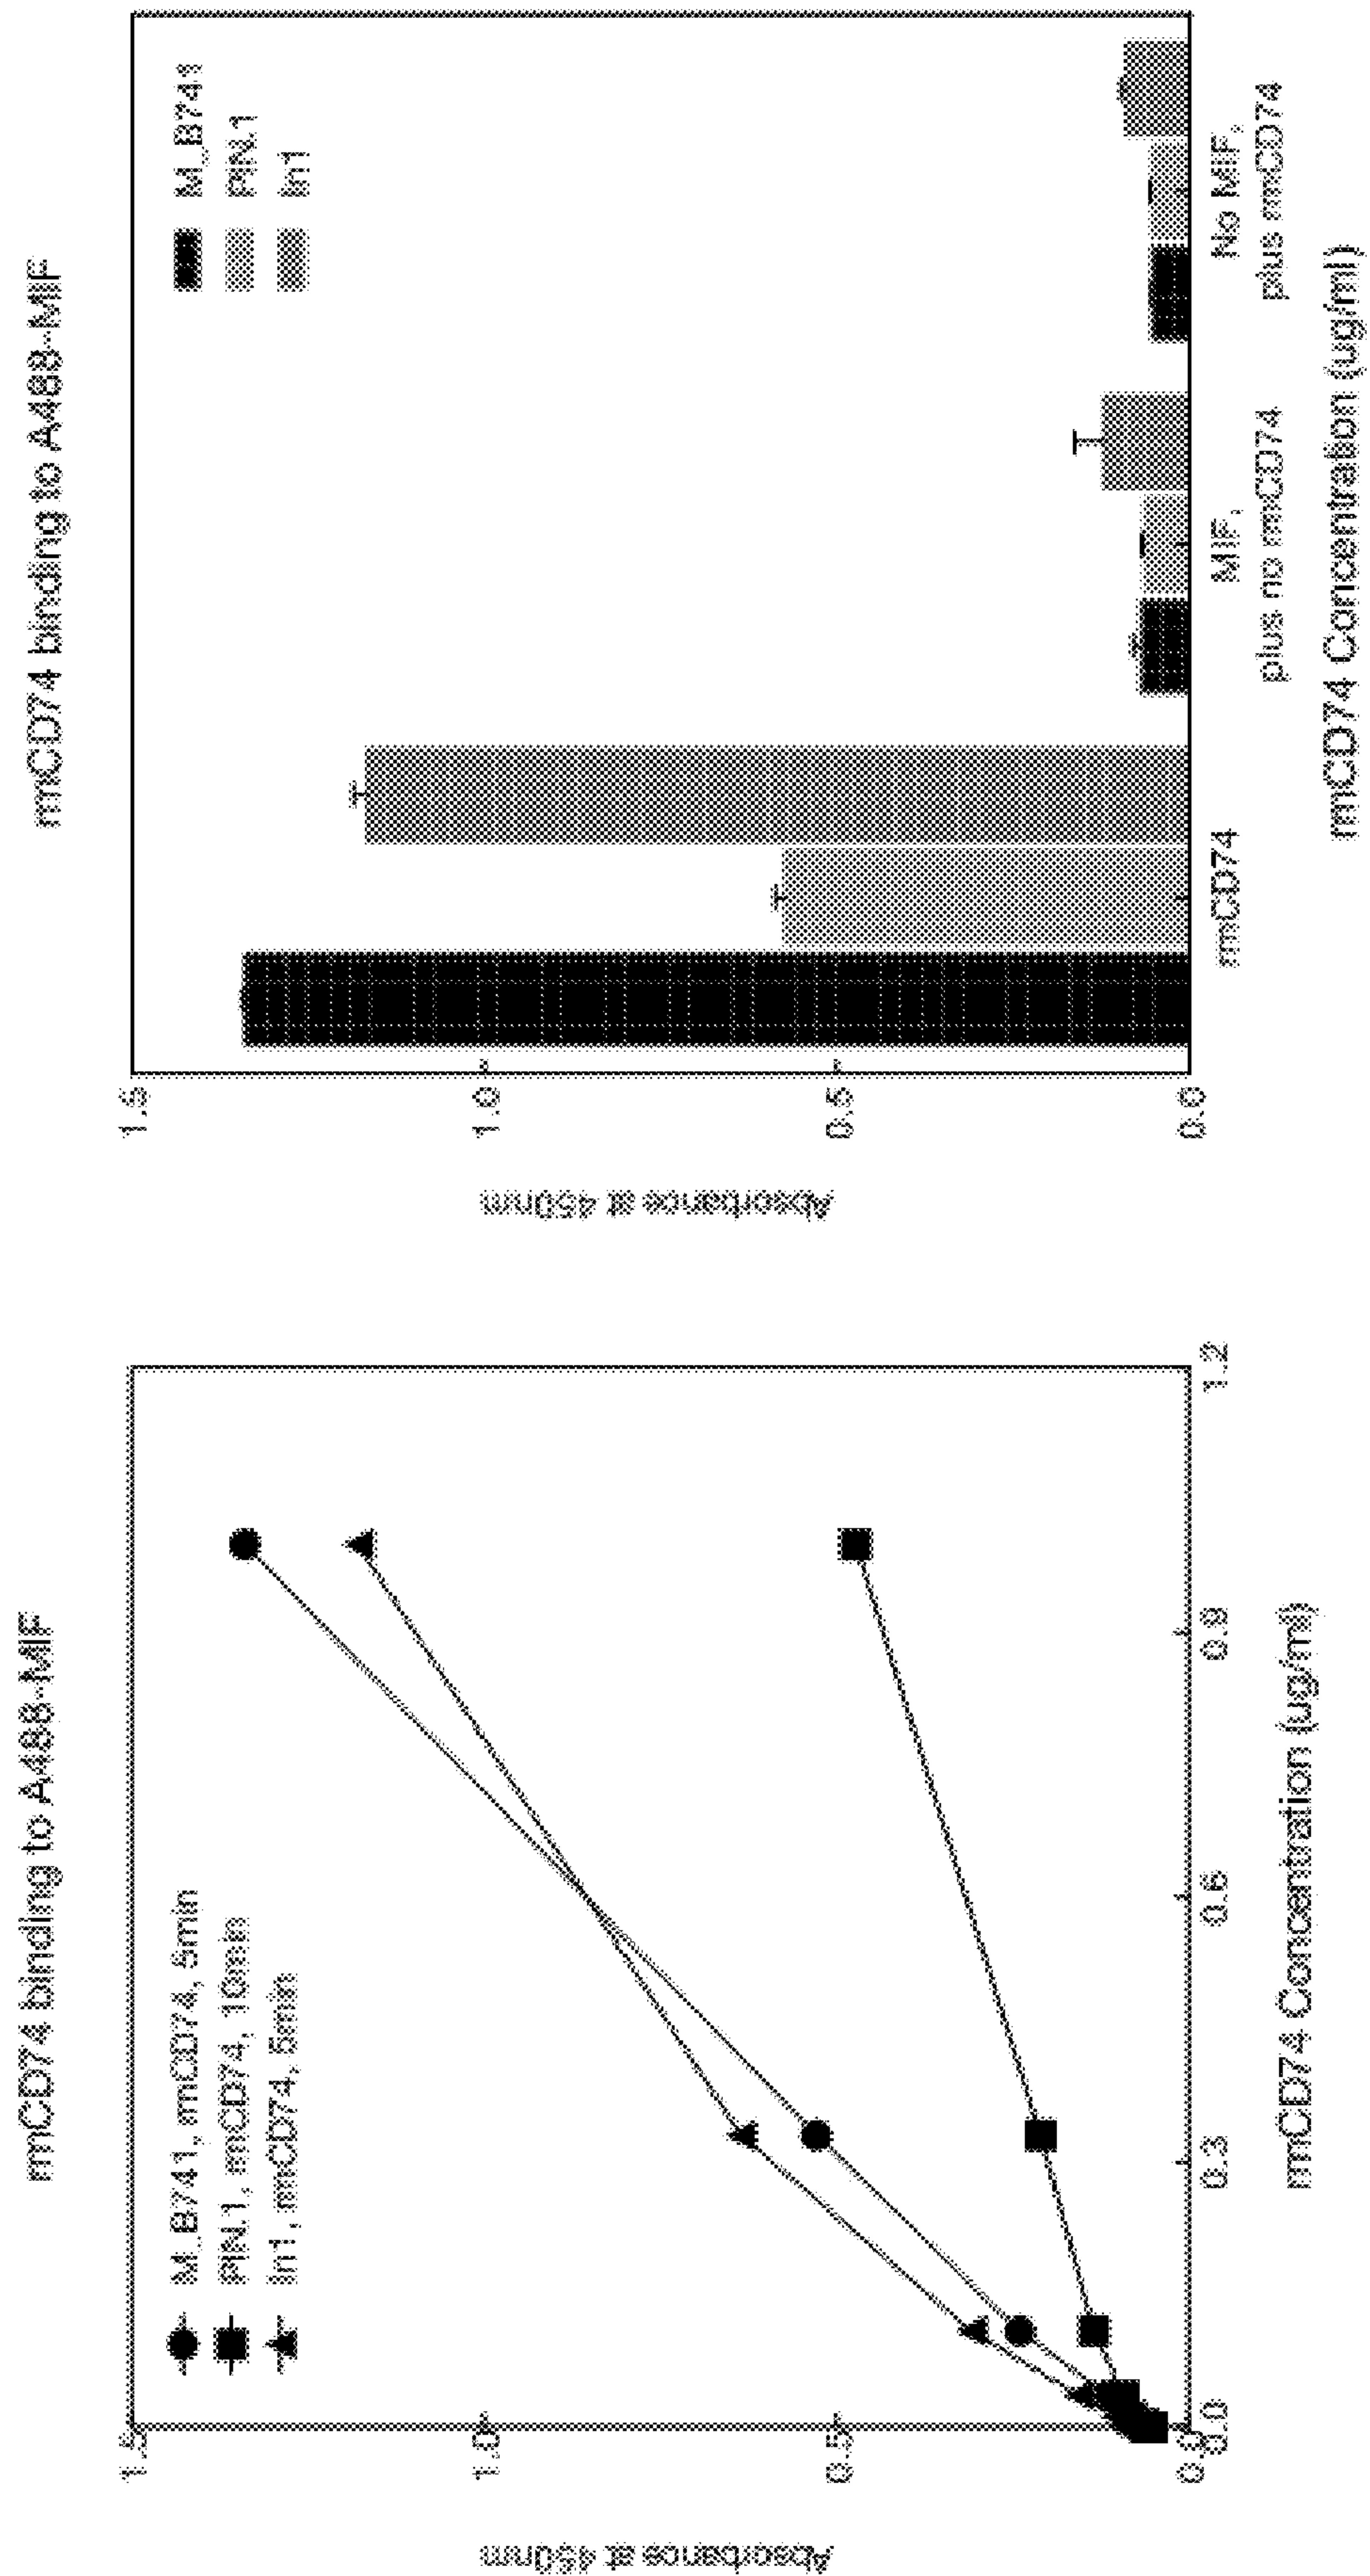 rmCD74 binding to A488-MIF
M_B741, rmCD74, 5min
PIN.1, rmCD74, 10min
In1, rmCD74, 5min
Absorbance at 450nm
1.5
1.0
0.5
0.0
0.0
0.3
0.6
0.9
1.2
rmCD74 Concentration (ug/ml)
rmCD74 binding to A488-MIF
M_B741
PIN.1
In1
Absorbance at 450nm
1.5
1.0
0.5
0.0
rmCD74
MIF,
plus no rmCD74
No MIF,
plus rmCD74
rmCD74 Concentration (ug/ml)